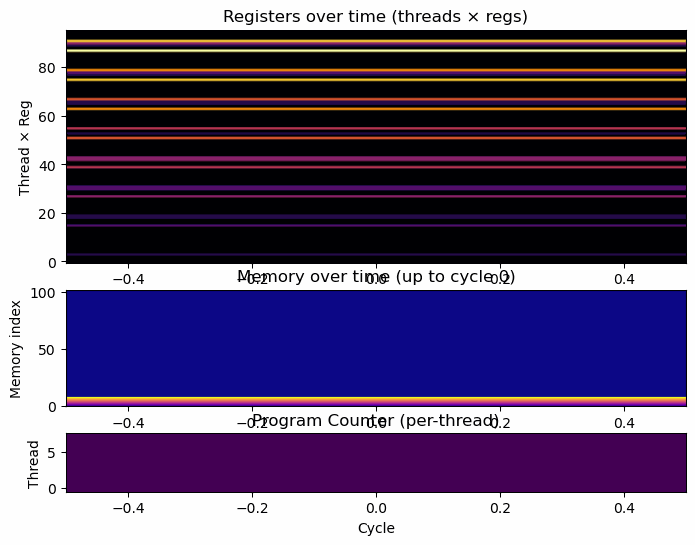 Registers over time (threads × regs)
80
60
40
20
0
Thread × Reg
−0.4 −0.2 0.0 0.2 0.4
Memory over time (up to cycle 0)
100
50
0
Memory index
−0.4 −0.2 0.0 0.2 0.4
Program Counter (per-thread)
5
0
Thread
−0.4 −0.2 0.0 0.2 0.4
Cycle